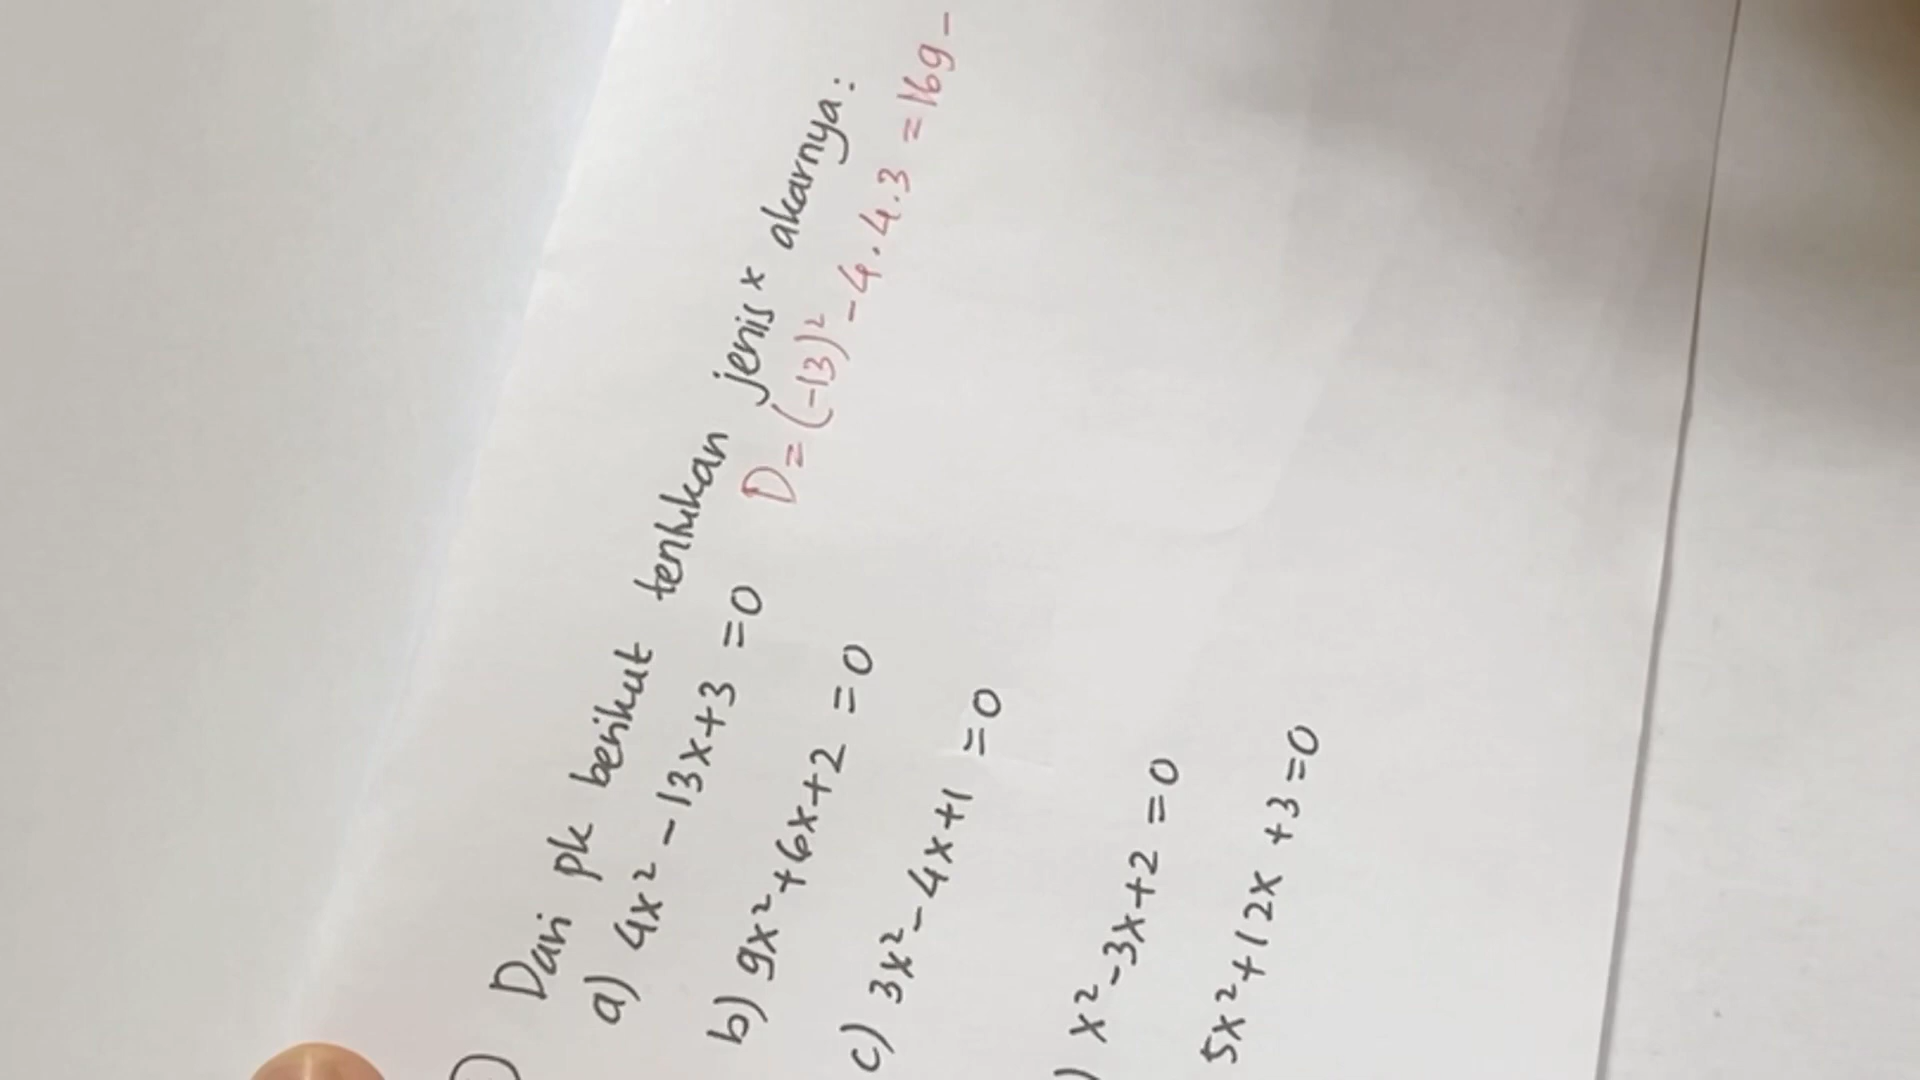 ) Dari pk berikut tentukan jenis× akarnya:
a) 4x² - 13x + 3 = 0 D = (-13)² - 4.4.3 = 169 -
b) 9x² + 6x + 2 = 0
c) 3x² - 4x + 1 = 0
) x² - 3x + 2 = 0
5x² + 12x + 3 = 0